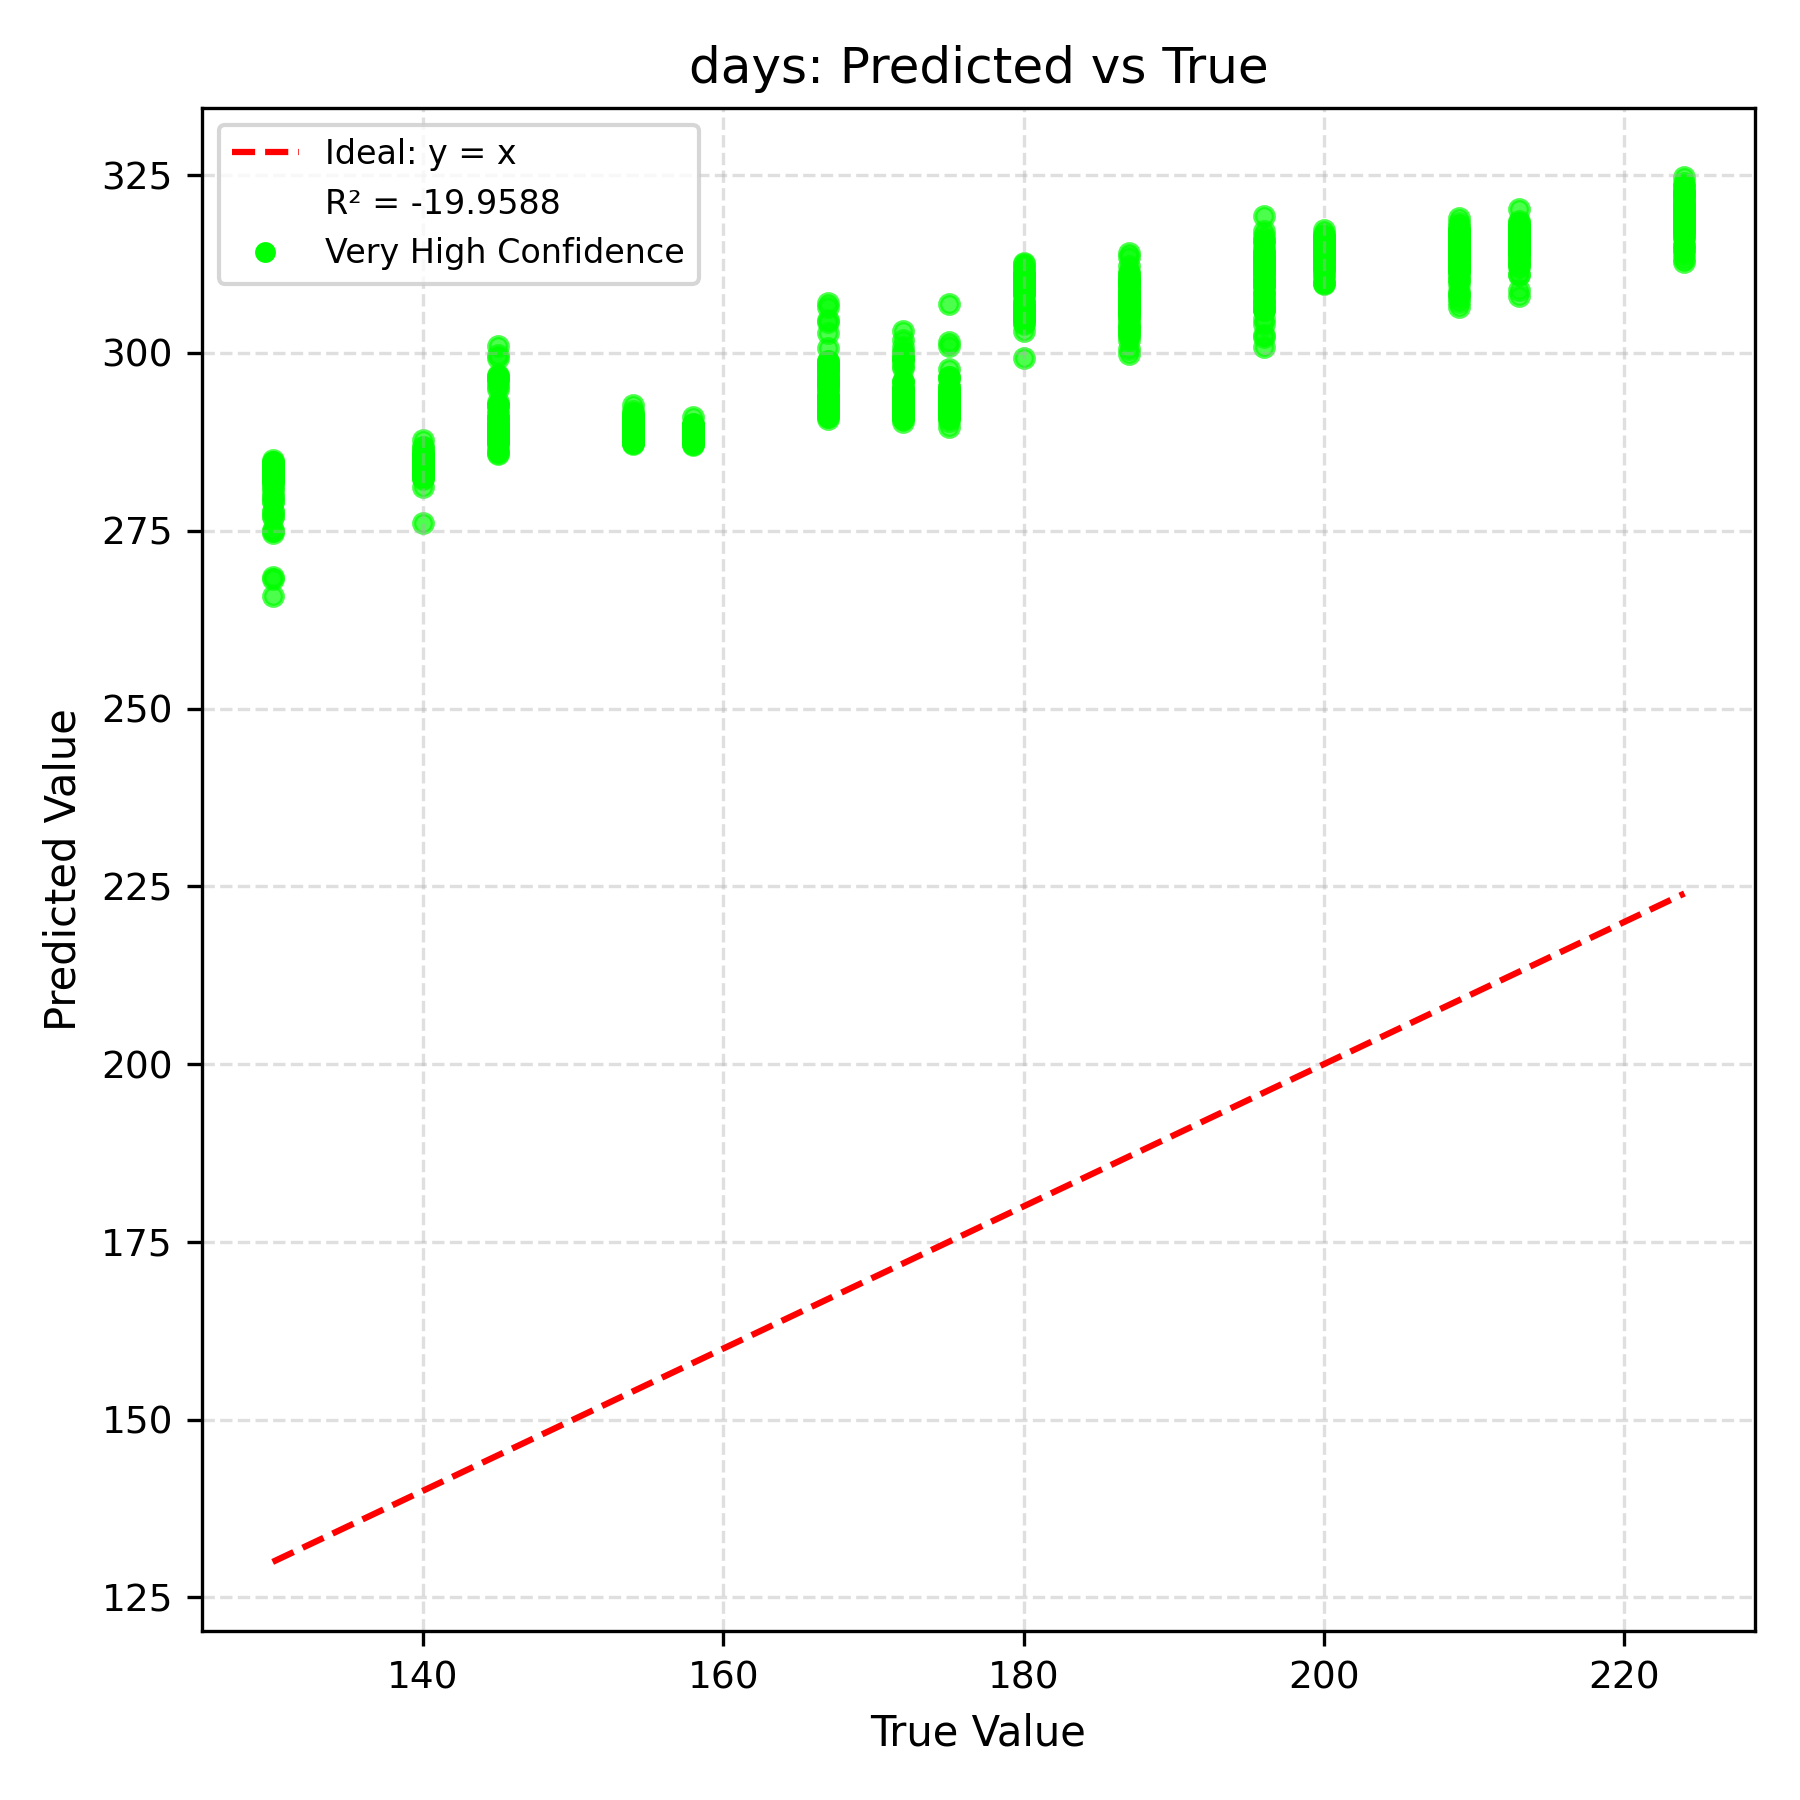 days: Predicted vs True
Ideal: y = x
R² = -19.9588
Very High Confidence
325
300
275
250
225
200
175
150
125
Predicted Value
140 160 180 200 220
True Value